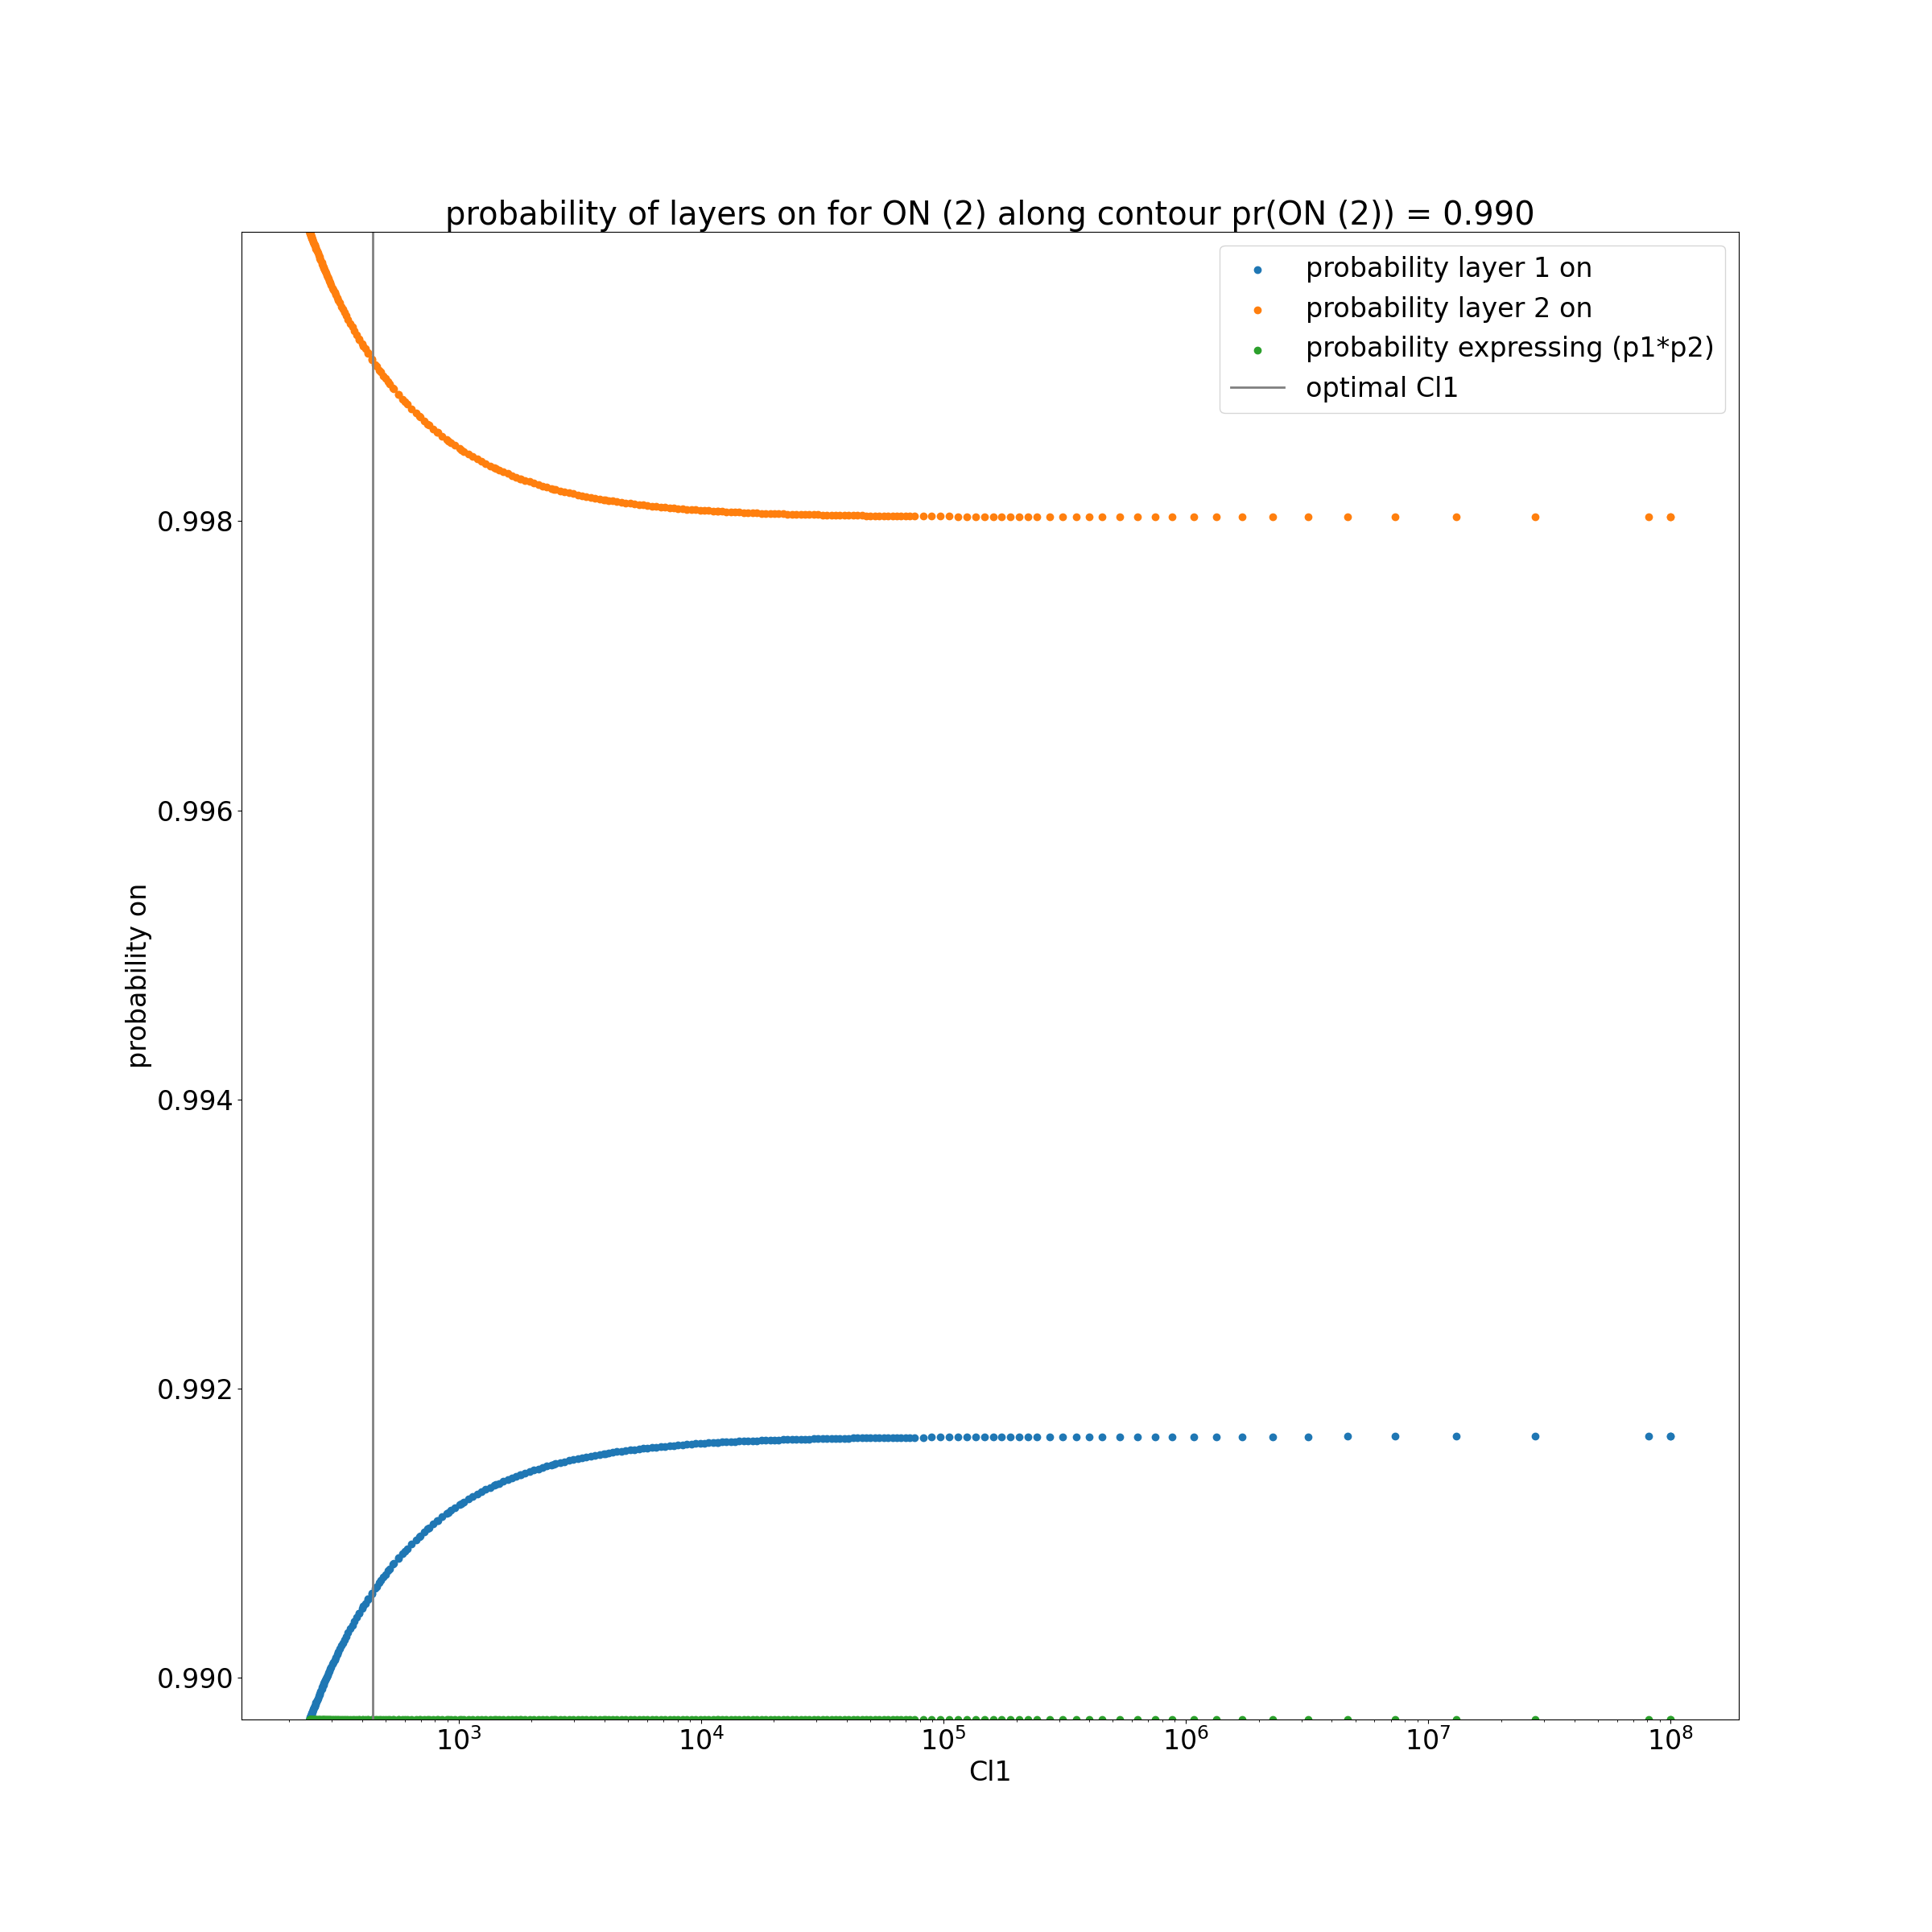 probability of layers on for ON (2) along contour pr(ON (2)) = 0.990
probability layer 1 on
probability layer 2 on
probability expressing (p1*p2)
optimal Cl1
0.998
0.996
0.994
0.992
0.990
probability on
10³ 10⁴ 10⁵ 10⁶ 10⁷ 10⁸
Cl1